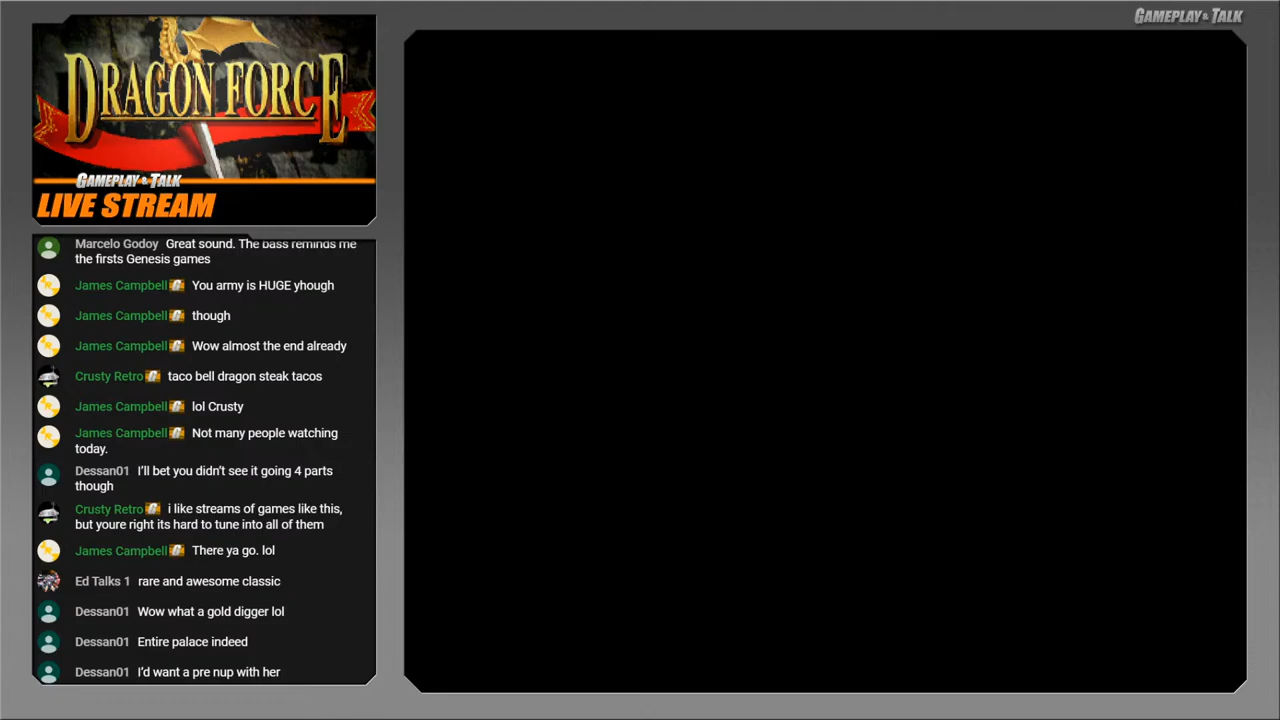 GAMEPLAY & TALK
DRAGON FORCE
GAMEPLAY & TALK
LIVE STREAM
Marcelo Godoy Great sound. The bass reminds me
the firsts Genesis games
James Campbell You army is HUGE yhough
James Campbell though
James Campbell Wow almost the end already
Crusty Retro taco bell dragon steak tacos
James Campbell lol Crusty
James Campbell Not many people watching
today.
Dessan01 I'll bet you didn't see it going 4 parts
though
Crusty Retro i like streams of games like this,
but youre right its hard to tune into all of them
James Campbell There ya go. lol
Ed Talks 1 rare and awesome classic
Dessan01 Wow what a gold digger lol
Dessan01 Entire palace indeed
Dessan01 I'd want a pre nup with her